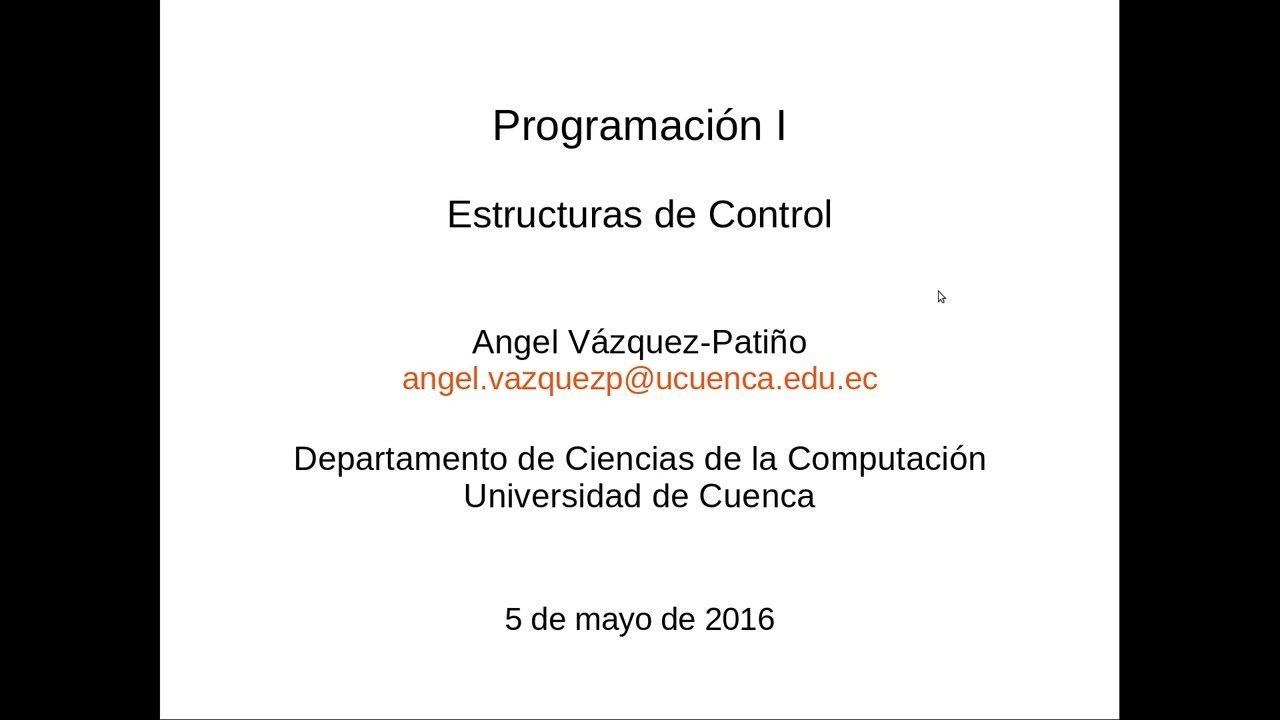 Programación I
Estructuras de Control
Angel Vázquez-Patiño
angel.vazquezp@ucuenca.edu.ec
Departamento de Ciencias de la Computación
Universidad de Cuenca
5 de mayo de 2016